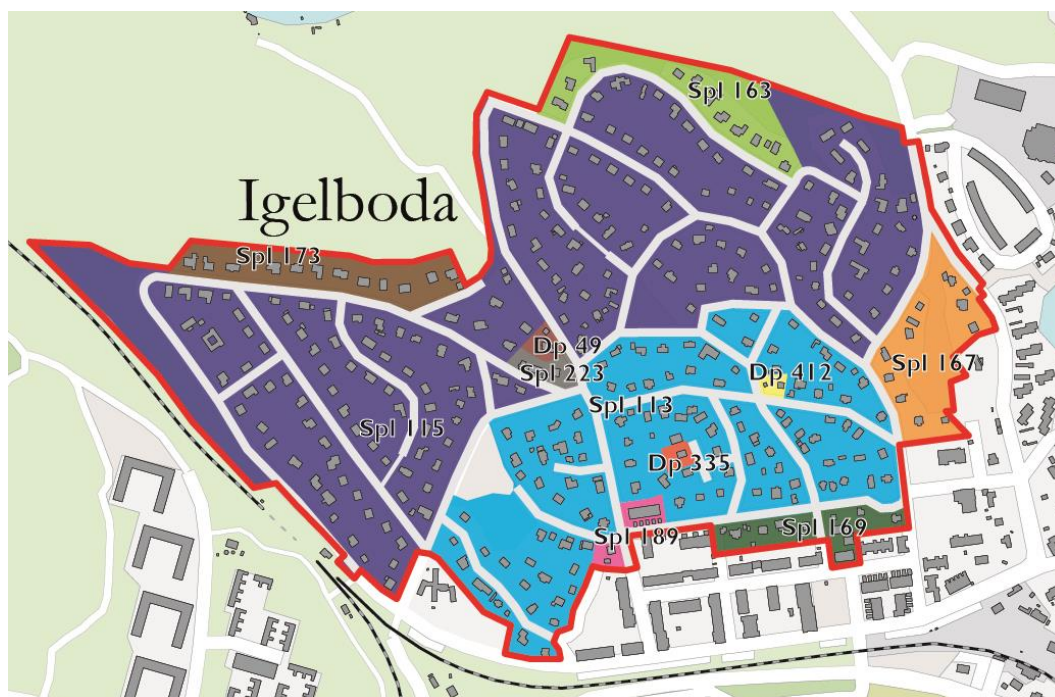 Spl 163
Igelboda
Spl 173
Dp 49
Spl 223
Dp 412
Spl 167
Spl 113
Spl 115
Dp 335
Spl 189
Spl 169